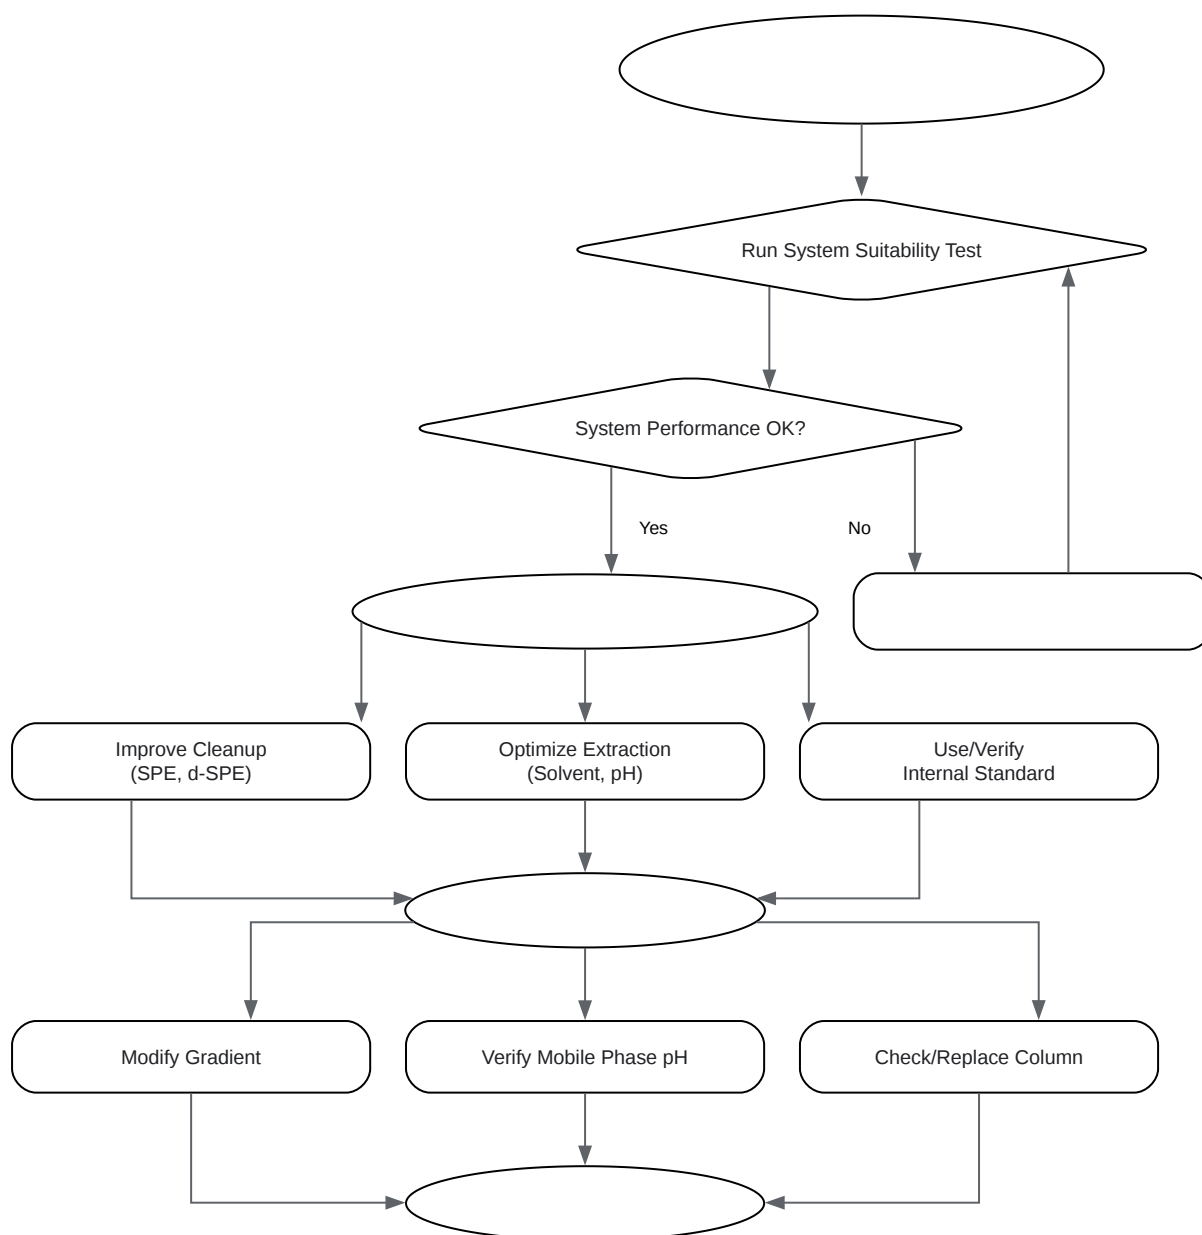 Run System Suitability Test
System Performance OK?
Yes
No
Improve Cleanup
(SPE, d-SPE)
Optimize Extraction
(Solvent, pH)
Use/Verify
Internal Standard
Modify Gradient
Verify Mobile Phase pH
Check/Replace Column